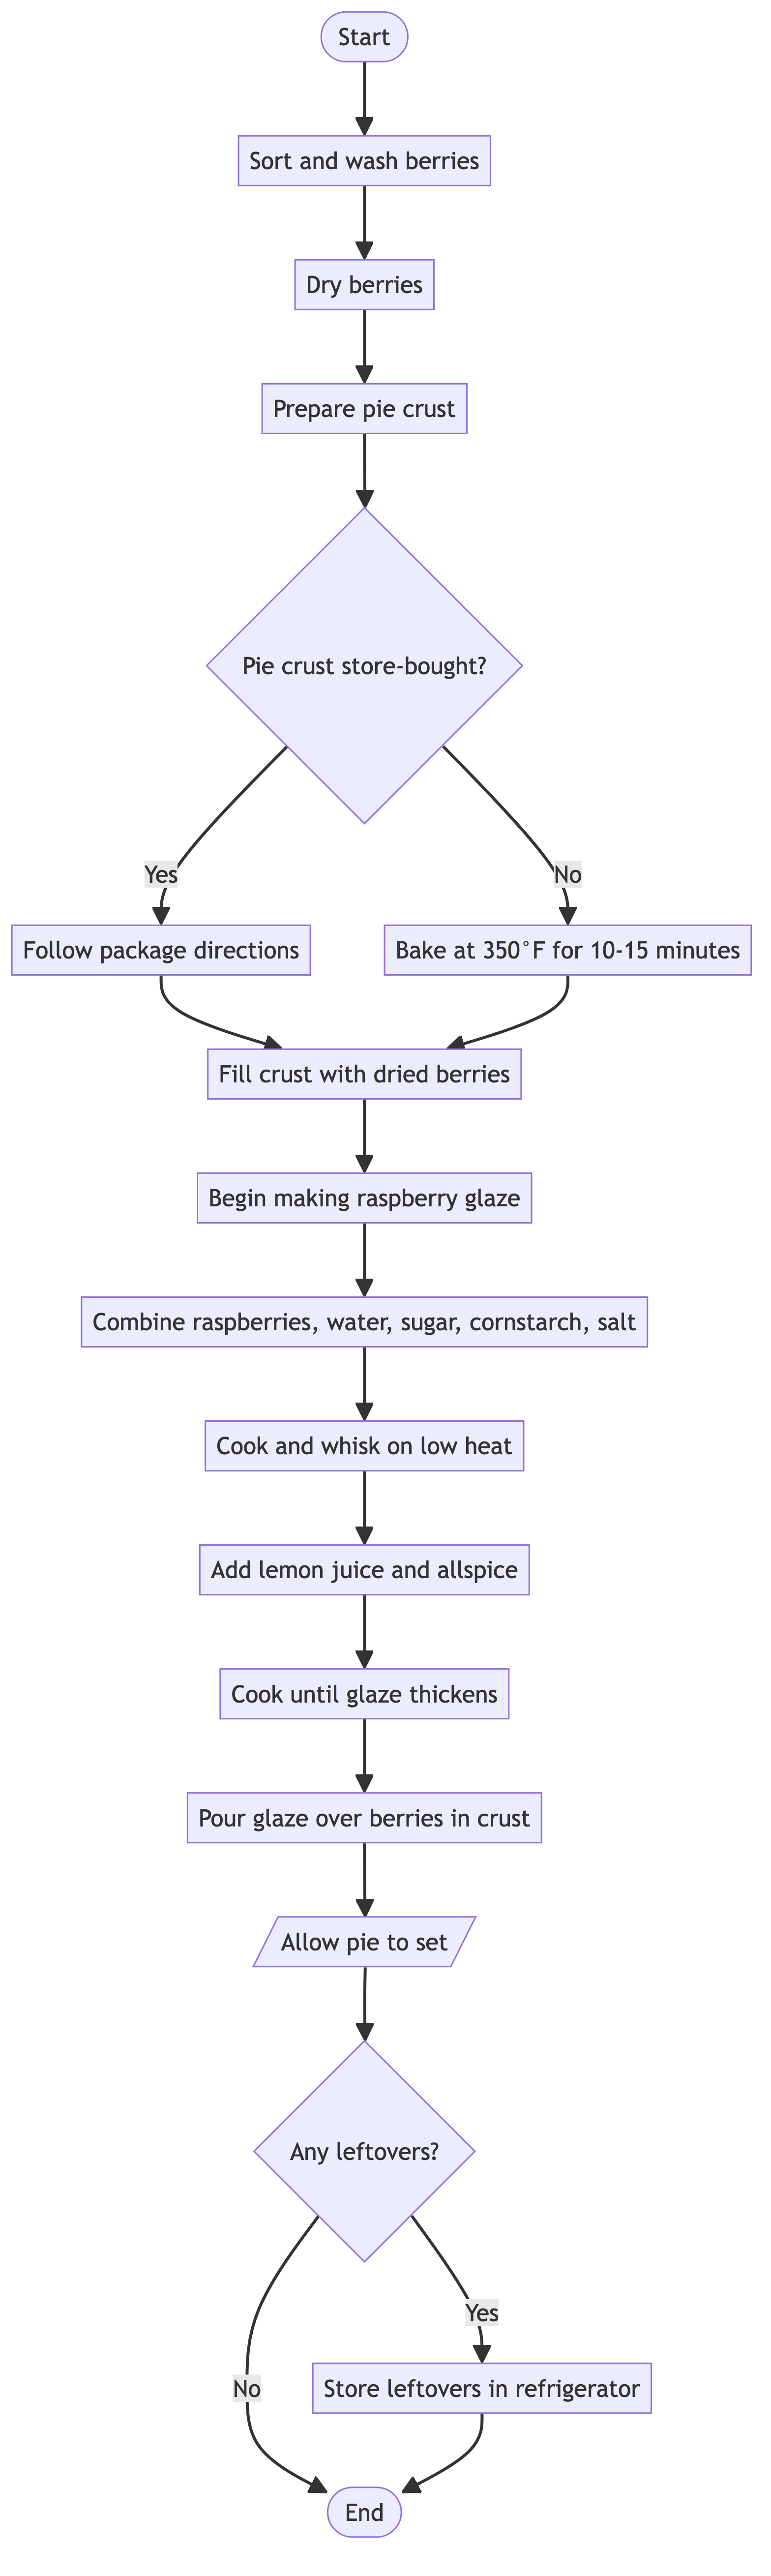 Start
Sort and wash berries
Dry berries
Prepare pie crust
Pie crust store-bought?
Yes
No
Follow package directions
Bake at 350°F for 10-15 minutes
Fill crust with dried berries
Begin making raspberry glaze
Combine raspberries, water, sugar, cornstarch, salt
Cook and whisk on low heat
Add lemon juice and allspice
Cook until glaze thickens
Pour glaze over berries in crust
Allow pie to set
Any leftovers?
Yes
No
Store leftovers in refrigerator
End